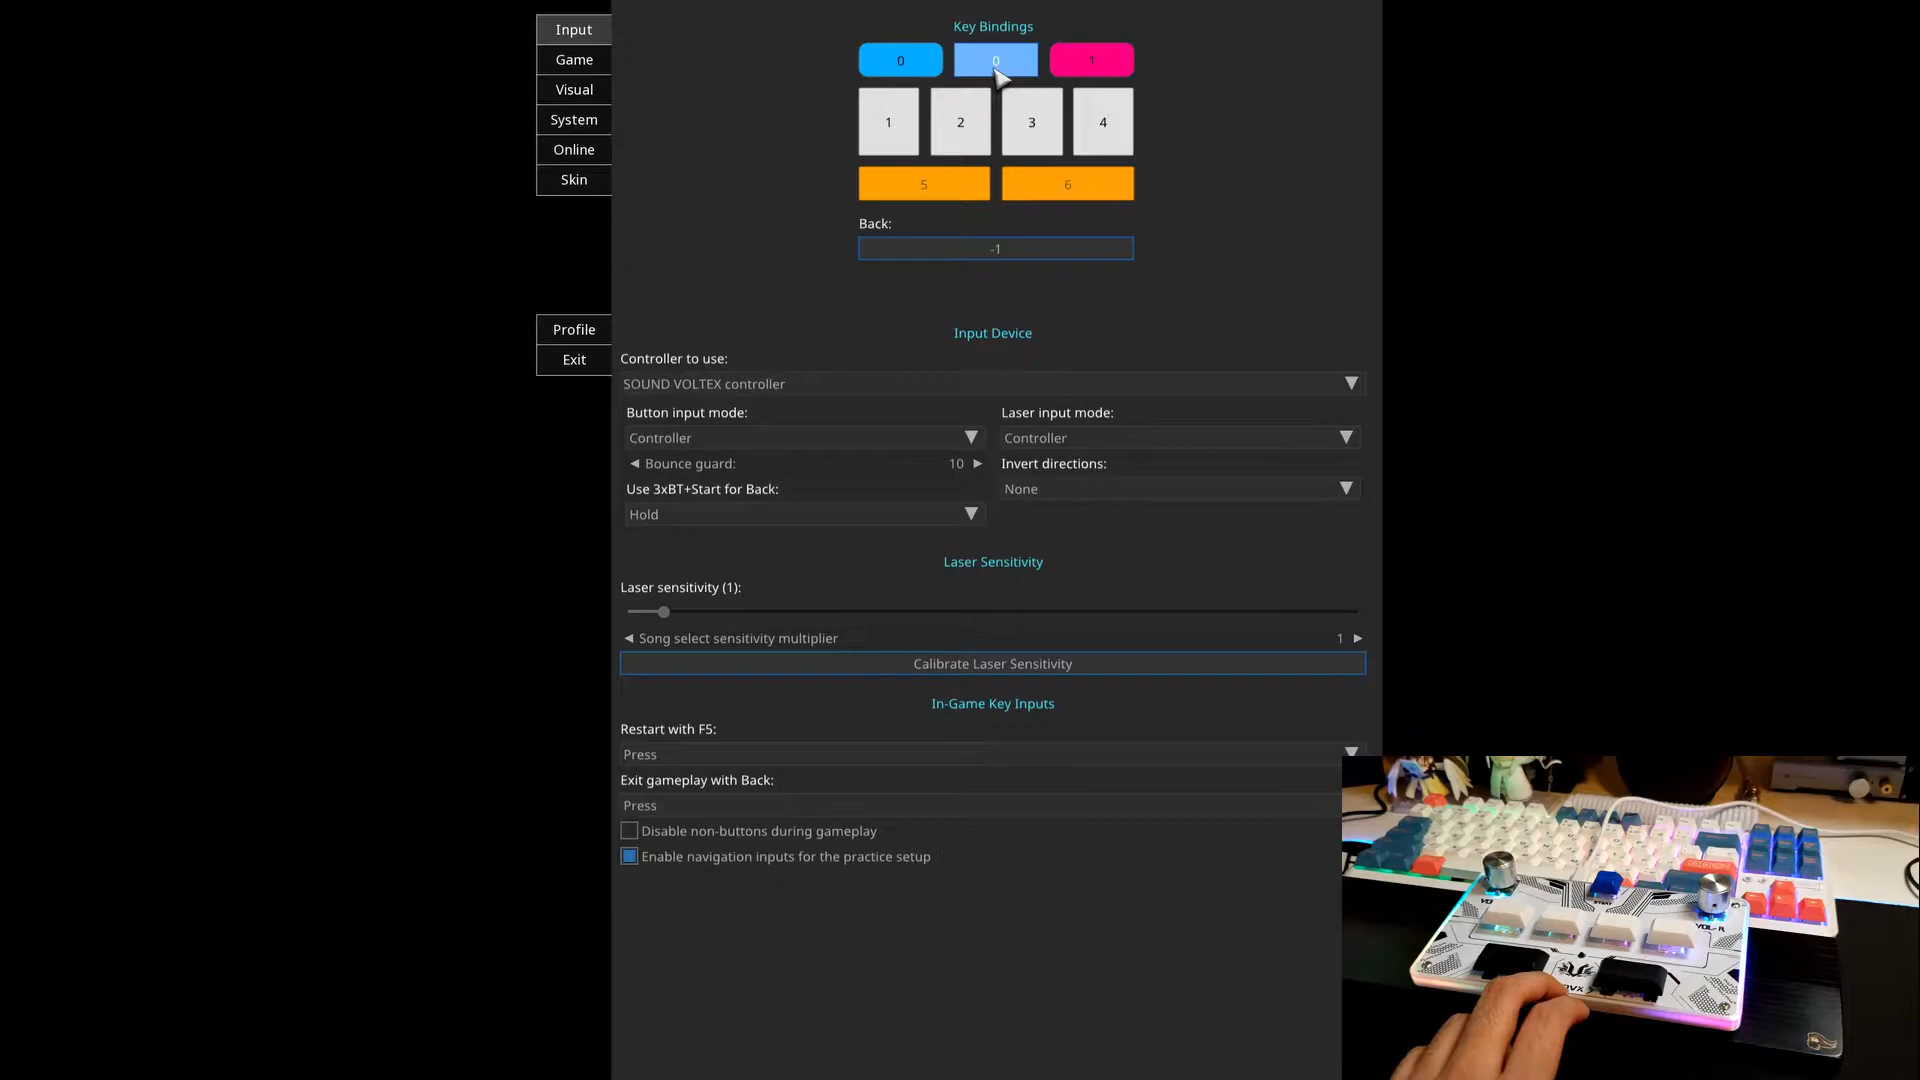 Input
Game
Visual
System
Online
Skin
Profile
Exit
Key Bindings
0
0
1
1
2
3
4
5
6
Back:
-1
Input Device
Controller to use:
SOUND VOLTEX controller
Button input mode:
Laser input mode:
Controller
Controller
Bounce guard:
10
Invert directions:
Use 3xBT+Start for Back:
None
Hold
Laser Sensitivity
Laser sensitivity (1):
Song select sensitivity multiplier
1
Calibrate Laser Sensitivity
In-Game Key Inputs
Restart with F5:
Press
Exit gameplay with Back:
Press
Disable non-buttons during gameplay
Enable navigation inputs for the practice setup
START
VOL-R